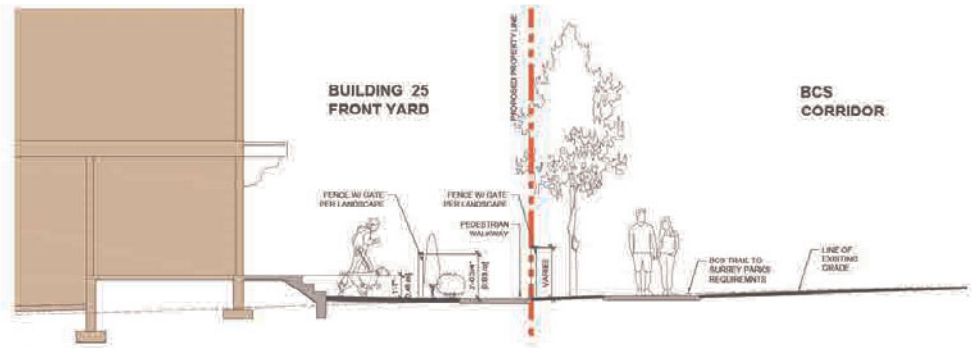 BUILDING 25
FRONT YARD
PROPOSED PROPERTY LINE
BCS
CORRIDOR
FENCE W/ GATE
PER LANDSCAPE
FENCE W/ GATE
PER LANDSCAPE
PEDESTRIAN
WALKWAY
VARIES
BCS TRAIL TO
SURREY PARKS
REQUIREMNTS
LINE OF
EXISTING
GRADE